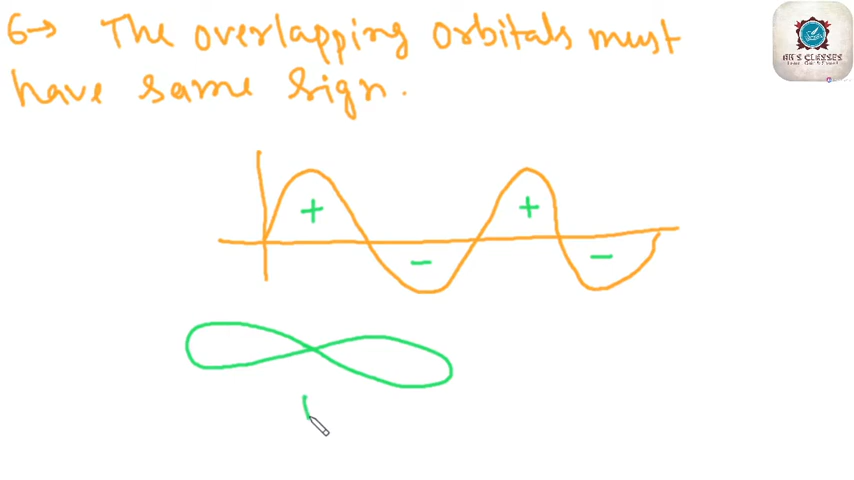 6→ The overlapping orbitals must
have same sign.
+ +
- -